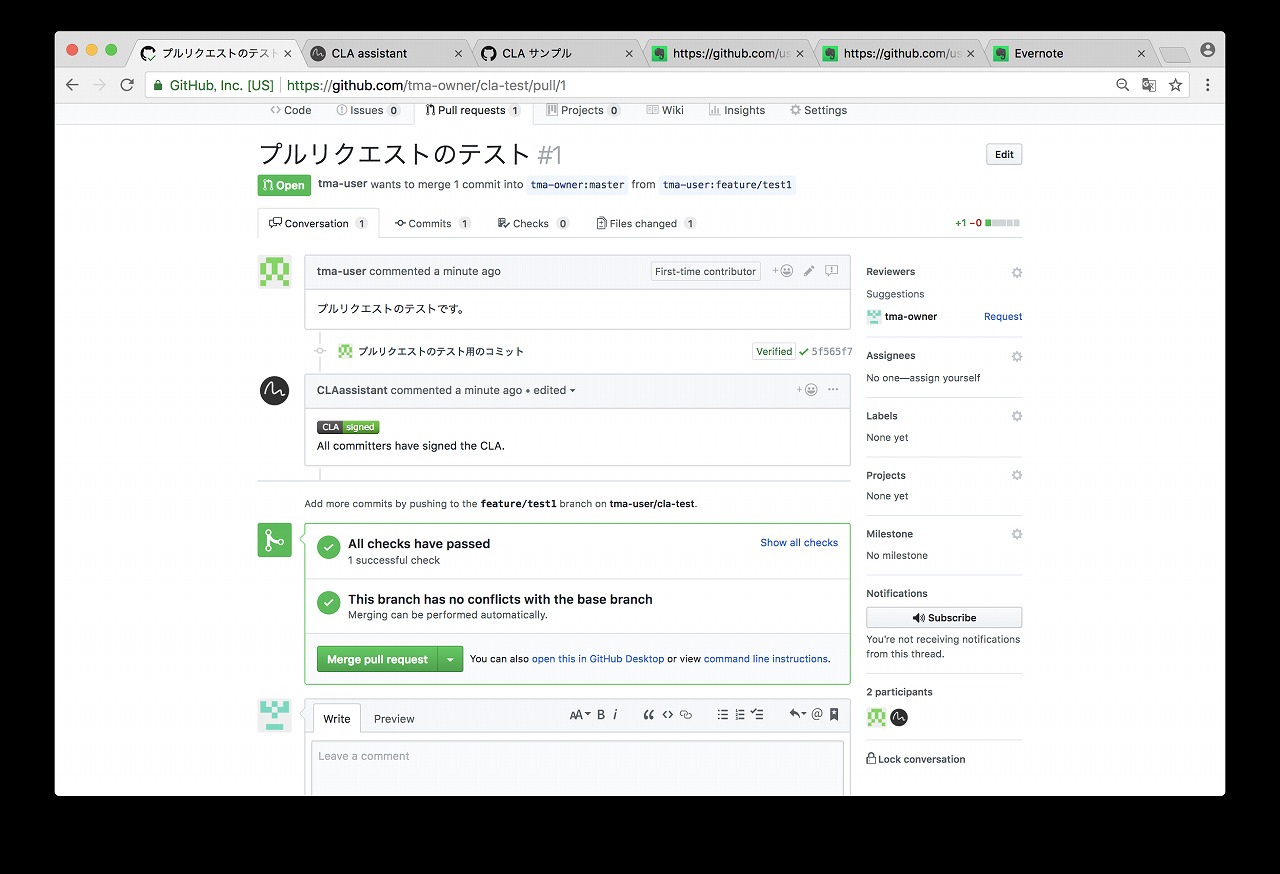 プルリクエストのテスト
CLA assistant
CLA サンプル
https://github.com/us
https://github.com/us
Evernote
GitHub, Inc. [US] https://github.com/tma-owner/cla-test/pull/1
Code Issues 0 Pull requests 1 Projects 0 Wiki Insights Settings
プルリクエストのテスト #1
Edit
Open tma-user wants to merge 1 commit into tma-owner:master from tma-user:feature/test1
Conversation 1 Commits 1 Checks 0 Files changed 1 +1 −0
tma-user commented a minute ago First-time contributor
プルリクエストのテストです。
プルリクエストのテスト用のコミット Verified 5f565f7
CLAassistant commented a minute ago • edited
CLA signed
All committers have signed the CLA.
Add more commits by pushing to the feature/test1 branch on tma-user/cla-test.
All checks have passed
1 successful check
Show all checks
This branch has no conflicts with the base branch
Merging can be performed automatically.
Merge pull request You can also open this in GitHub Desktop or view command line instructions.
Write Preview AA B i
Leave a comment
Reviewers
Suggestions
tma-owner Request
Assignees
No one—assign yourself
Labels
None yet
Projects
None yet
Milestone
No milestone
Notifications
Subscribe
You're not receiving notifications
from this thread.
2 participants
Lock conversation